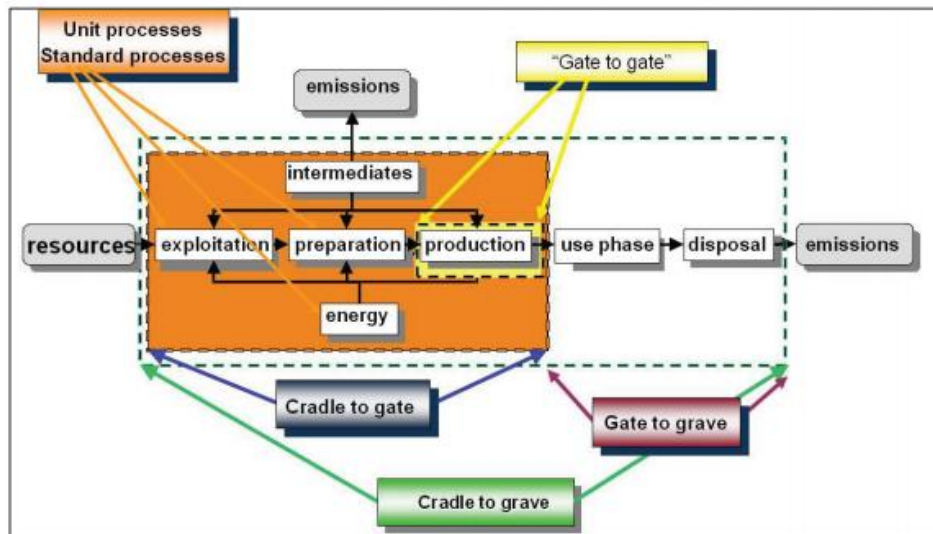 Unit processes
Standard processes
“Gate to gate”
emissions
intermediates
resources
exploitation
preparation
production
use phase
disposal
emissions
energy
Cradle to gate
Gate to grave
Cradle to grave